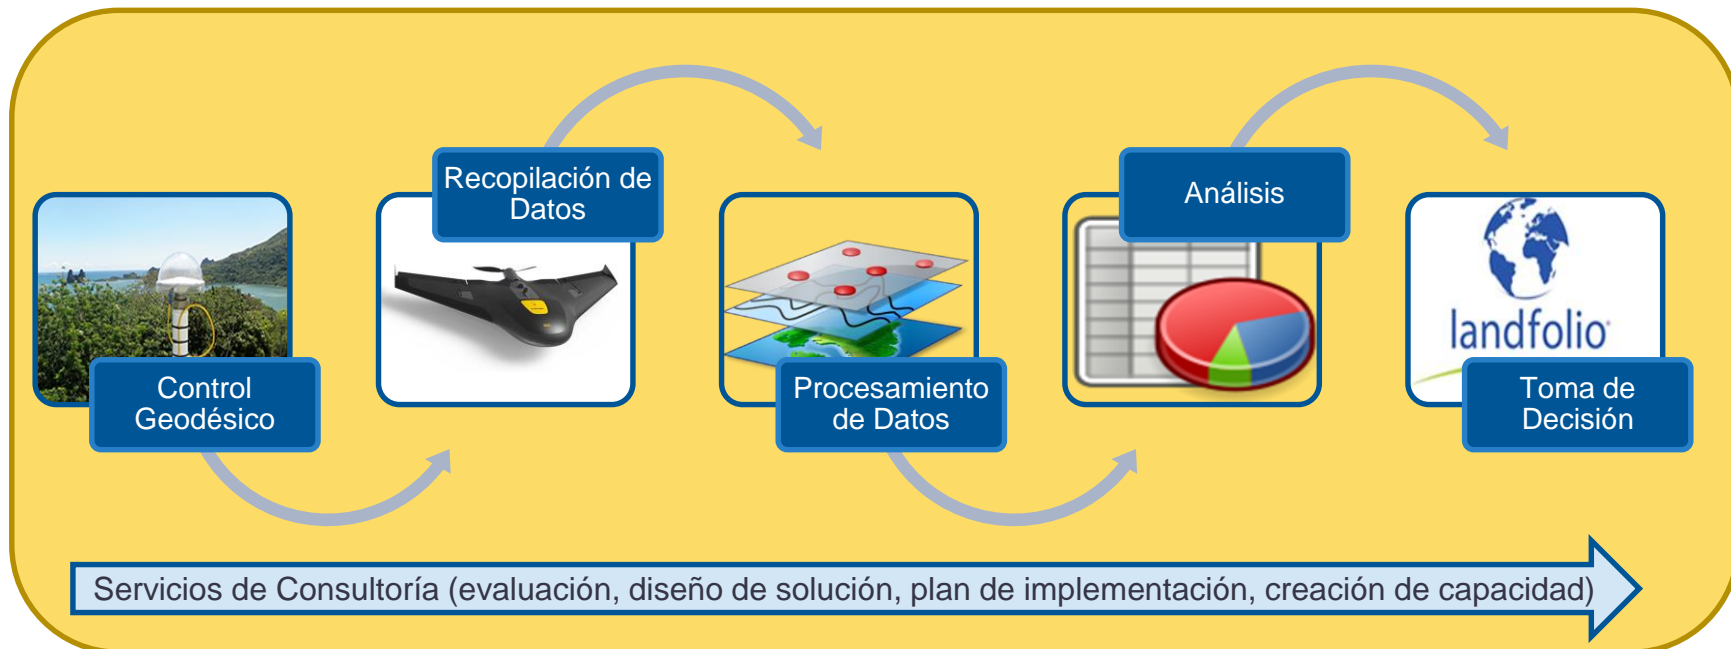 Recopilación de
Datos
Análisis
landfolio
Control
Geodésico
Procesamiento
de Datos
Toma de
Decisión
Servicios de Consultoría (evaluación, diseño de solución, plan de implementación, creación de capacidad)